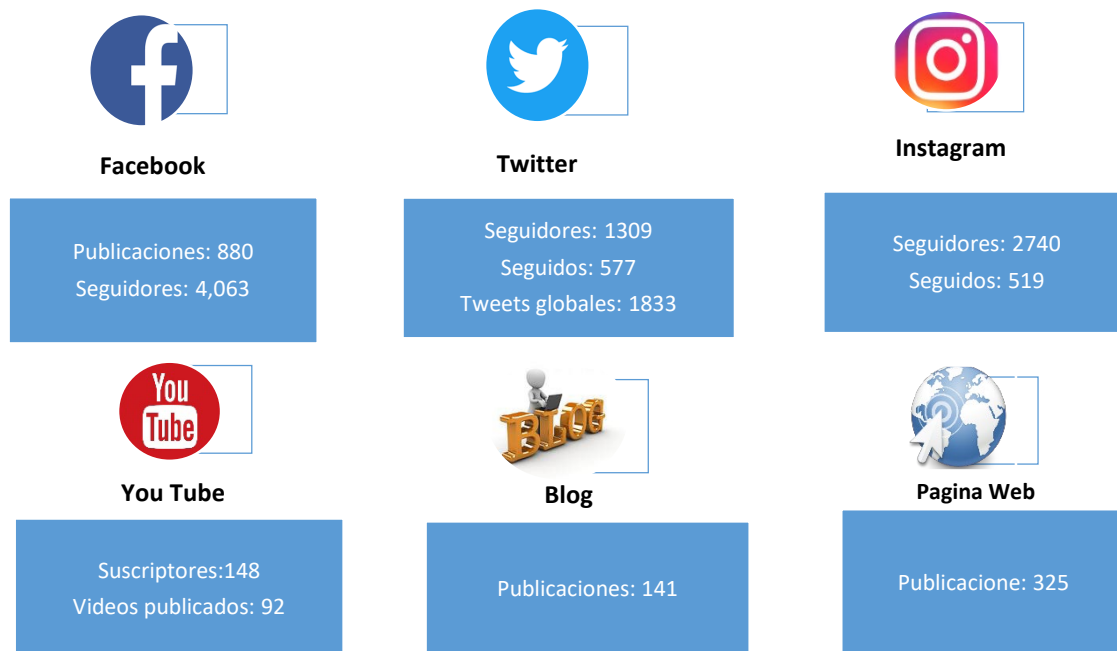 Facebook
Publicaciones: 880
Seguidores: 4,063
Twitter
Seguidores: 1309
Seguidos: 577
Tweets globales: 1833
Instagram
Seguidores: 2740
Seguidos: 519
You
Tube
You Tube
Suscriptores:148
Videos publicados: 92
BLOG
Blog
Publicaciones: 141
Pagina Web
Publicacione: 325